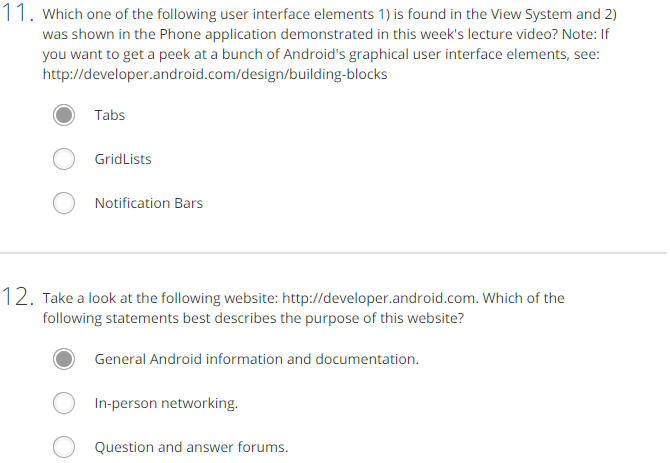 11. Which one of the following user interface elements 1) is found in the View System and 2)
was shown in the Phone application demonstrated in this week's lecture video? Note: If
you want to get a peek at a bunch of Android's graphical user interface elements, see:
http://developer.android.com/design/building-blocks
Tabs
GridLists
Notification Bars
12. Take a look at the following website: http://developer.android.com. Which of the
following statements best describes the purpose of this website?
General Android information and documentation.
In-person networking.
Question and answer forums.